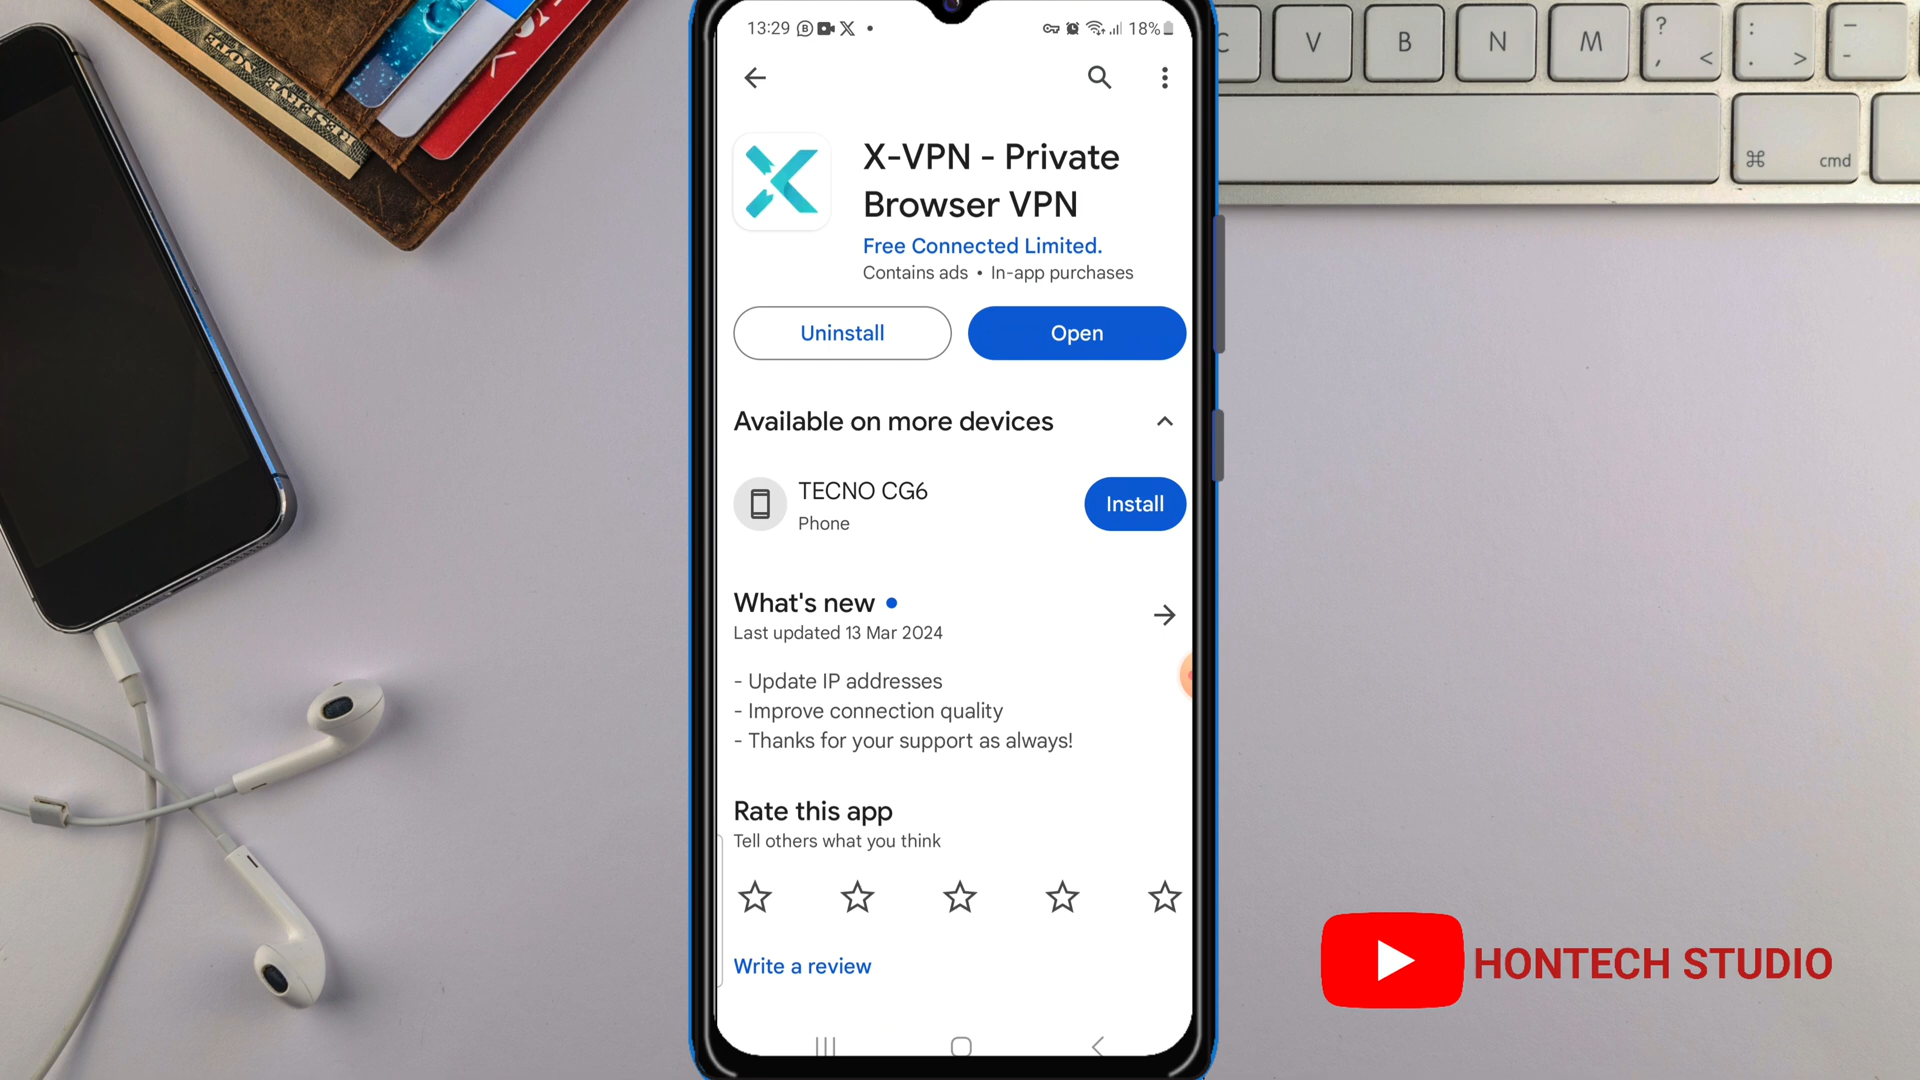 13:29
18%
X-VPN - Private
Browser VPN
Free Connected Limited.
Contains ads • In-app purchases
Uninstall
Open
Available on more devices
TECNO CG6
Phone
Install
What's new
Last updated 13 Mar 2024
- Update IP addresses
- Improve connection quality
- Thanks for your support as always!
Rate this app
Tell others what you think
Write a review
HONTECH STUDIO
C V B N M ? , < : . > — -
⌘ cmd
NOTE
RESERVE